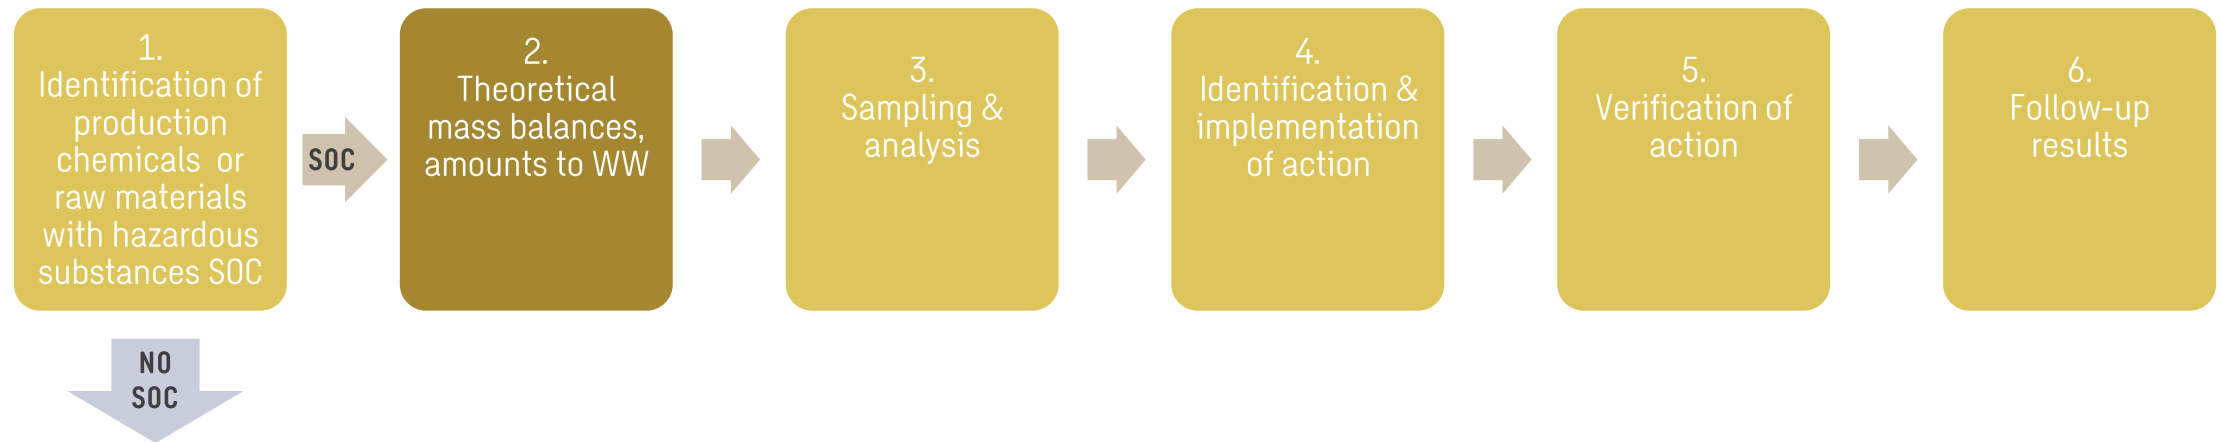 1.
Identification of
production
chemicals or
raw materials
with hazardous
substances SOC
SOC
2.
Theoretical
mass balances,
amounts to WW
3.
Sampling &
analysis
4.
Identification &
implementation
of action
5.
Verification of
action
6.
Follow-up
results
NO
SOC